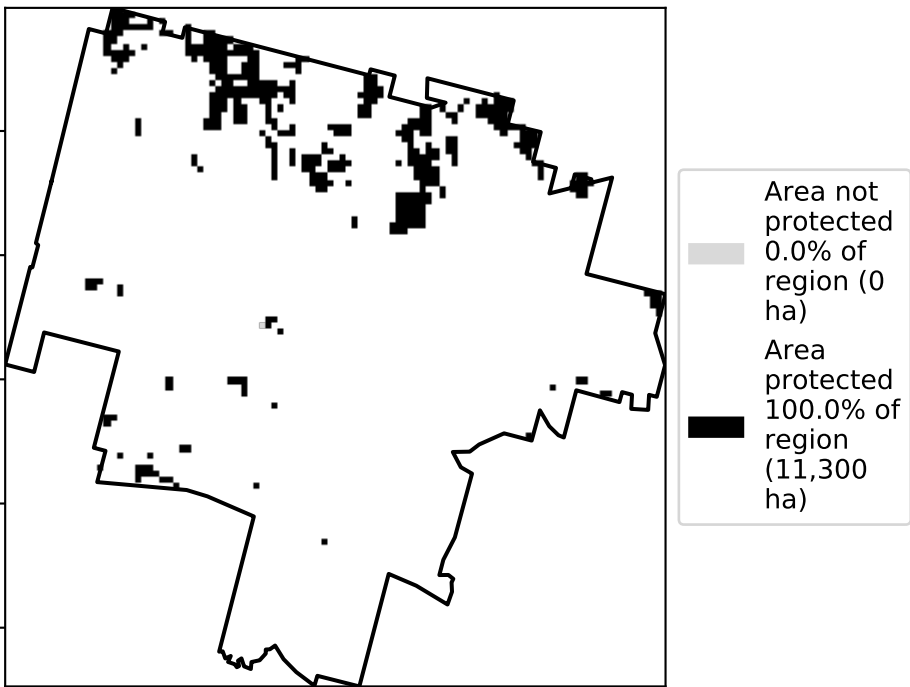 Area not
protected
0.0% of
region (0
ha)
Area
protected
100.0% of
region
(11,300
ha)